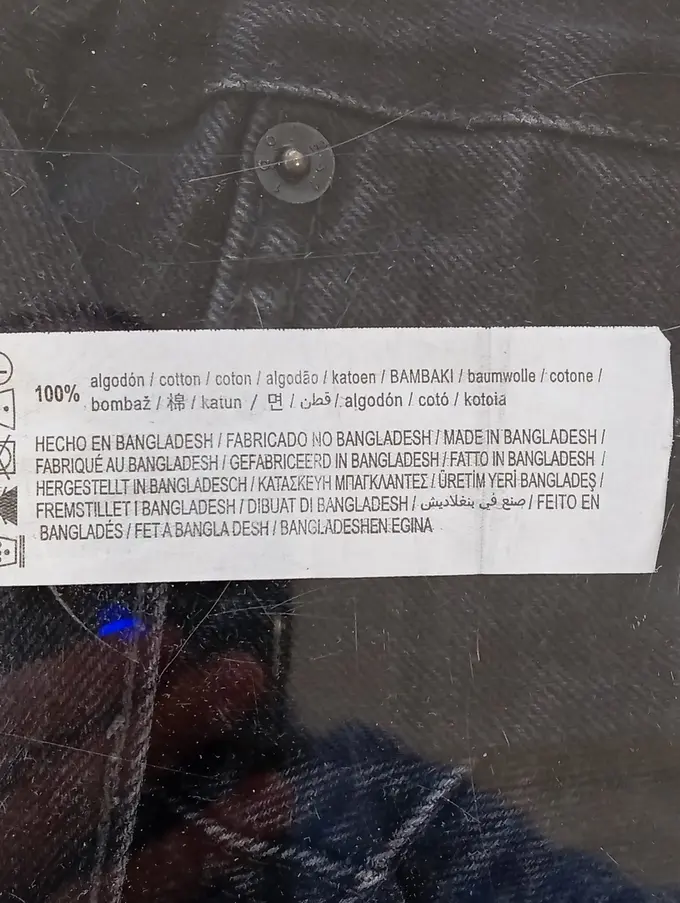 100% algodón / cotton / coton / algodão / katoen / BAMBAKI / baumwolle / cotone /
bombaž / 棉 / katun / 면 / قطن / algodón / cotó / kotoia
HECHO EN BANGLADESH / FABRICADO NO BANGLADESH / MADE IN BANGLADESH /
FABRIQUÉ AU BANGLADESH / GEFABRICEERD IN BANGLADESH / FATTO IN BANGLADESH /
HERGESTELLT IN BANGLADESCH / ΚΑΤΑΣΚΕΥΗ ΜΠΑΓΚΛΑΝΤΕΣ / ÜRETİM YERİ BANGLADEŞ /
FREMSTILLET I BANGLADESH / DIBUAT DI BANGLADESH / صنع في بنغلاديش / FEITO EN
BANGLADÉS / FET A BANGLA DESH / BANGLADESHEN EGINA